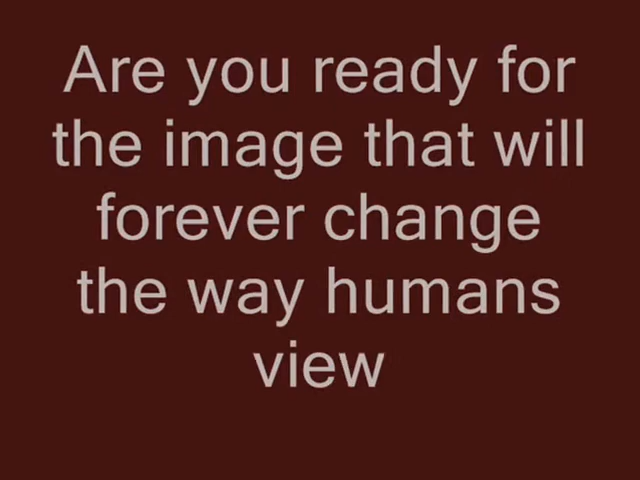 Are you ready for
the image that will
forever change
the way humans
view